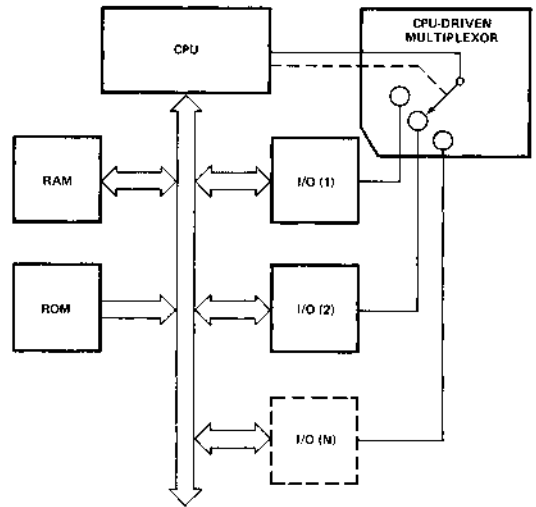 CPU-DRIVEN
MULTIPLEXOR
CPU
RAM
I/O (1)
ROM
I/O (2)
I/O (N)